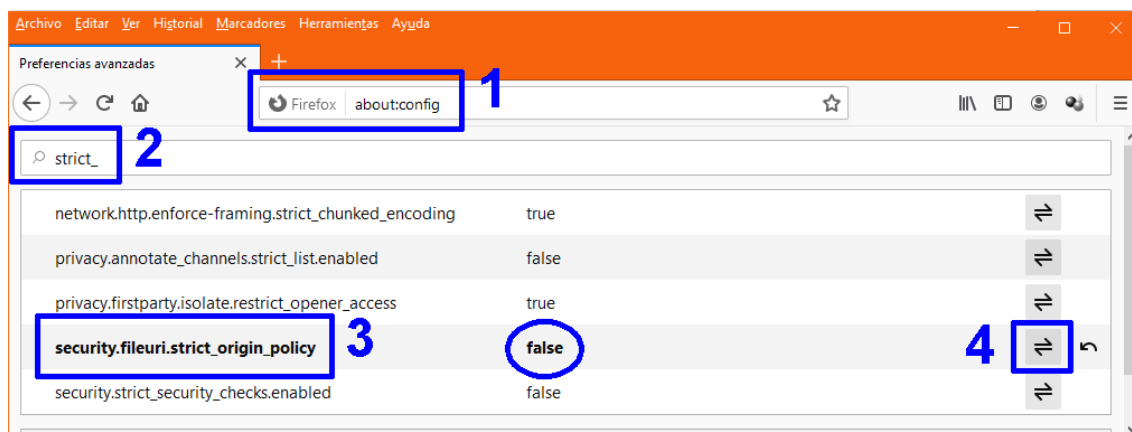 Archivo Editar Ver Historial Marcadores Herramientas Ayuda
Preferencias avanzadas
1
Firefox about:config
2
strict_
network.http.enforce-framing.strict_chunked_encoding true
privacy.annotate_channels.strict_list.enabled false
privacy.firstparty.isolate.restrict_opener_access true
security.fileuri.strict_origin_policy 3 false 4
security.strict_security_checks.enabled false